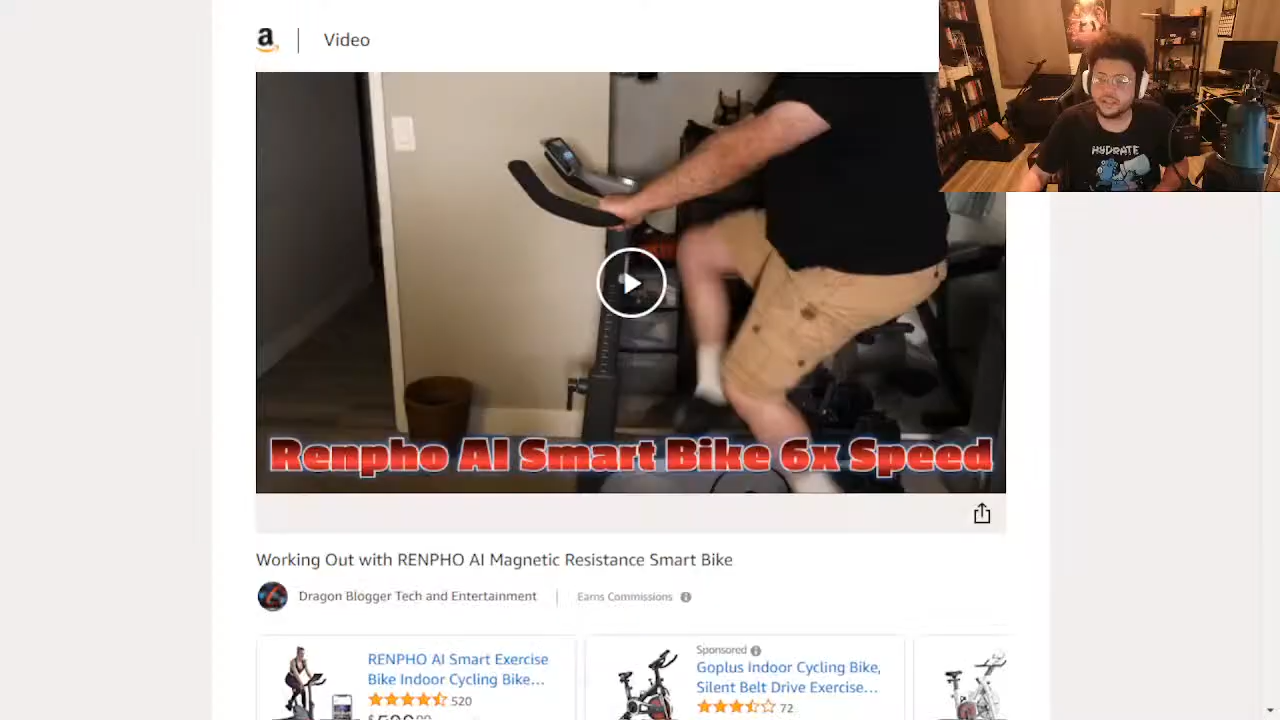 a
Video
HYDRATE
Renpho AI Smart Bike 6x Speed
Working Out with RENPHO AI Magnetic Resistance Smart Bike
Dragon Blogger Tech and Entertainment
Earns Commissions
RENPHO AI Smart Exercise
Bike Indoor Cycling Bike...
520
Sponsored
Goplus Indoor Cycling Bike,
Silent Belt Drive Exercise...
72